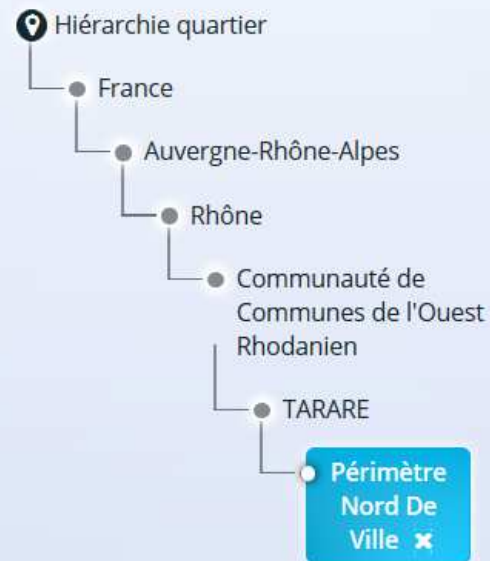 Hiérarchie quartier
France
Auvergne-Rhône-Alpes
Rhône
Communauté de
Communes de l'Ouest
Rhodanien
TARARE
Périmètre
Nord De
Ville ×